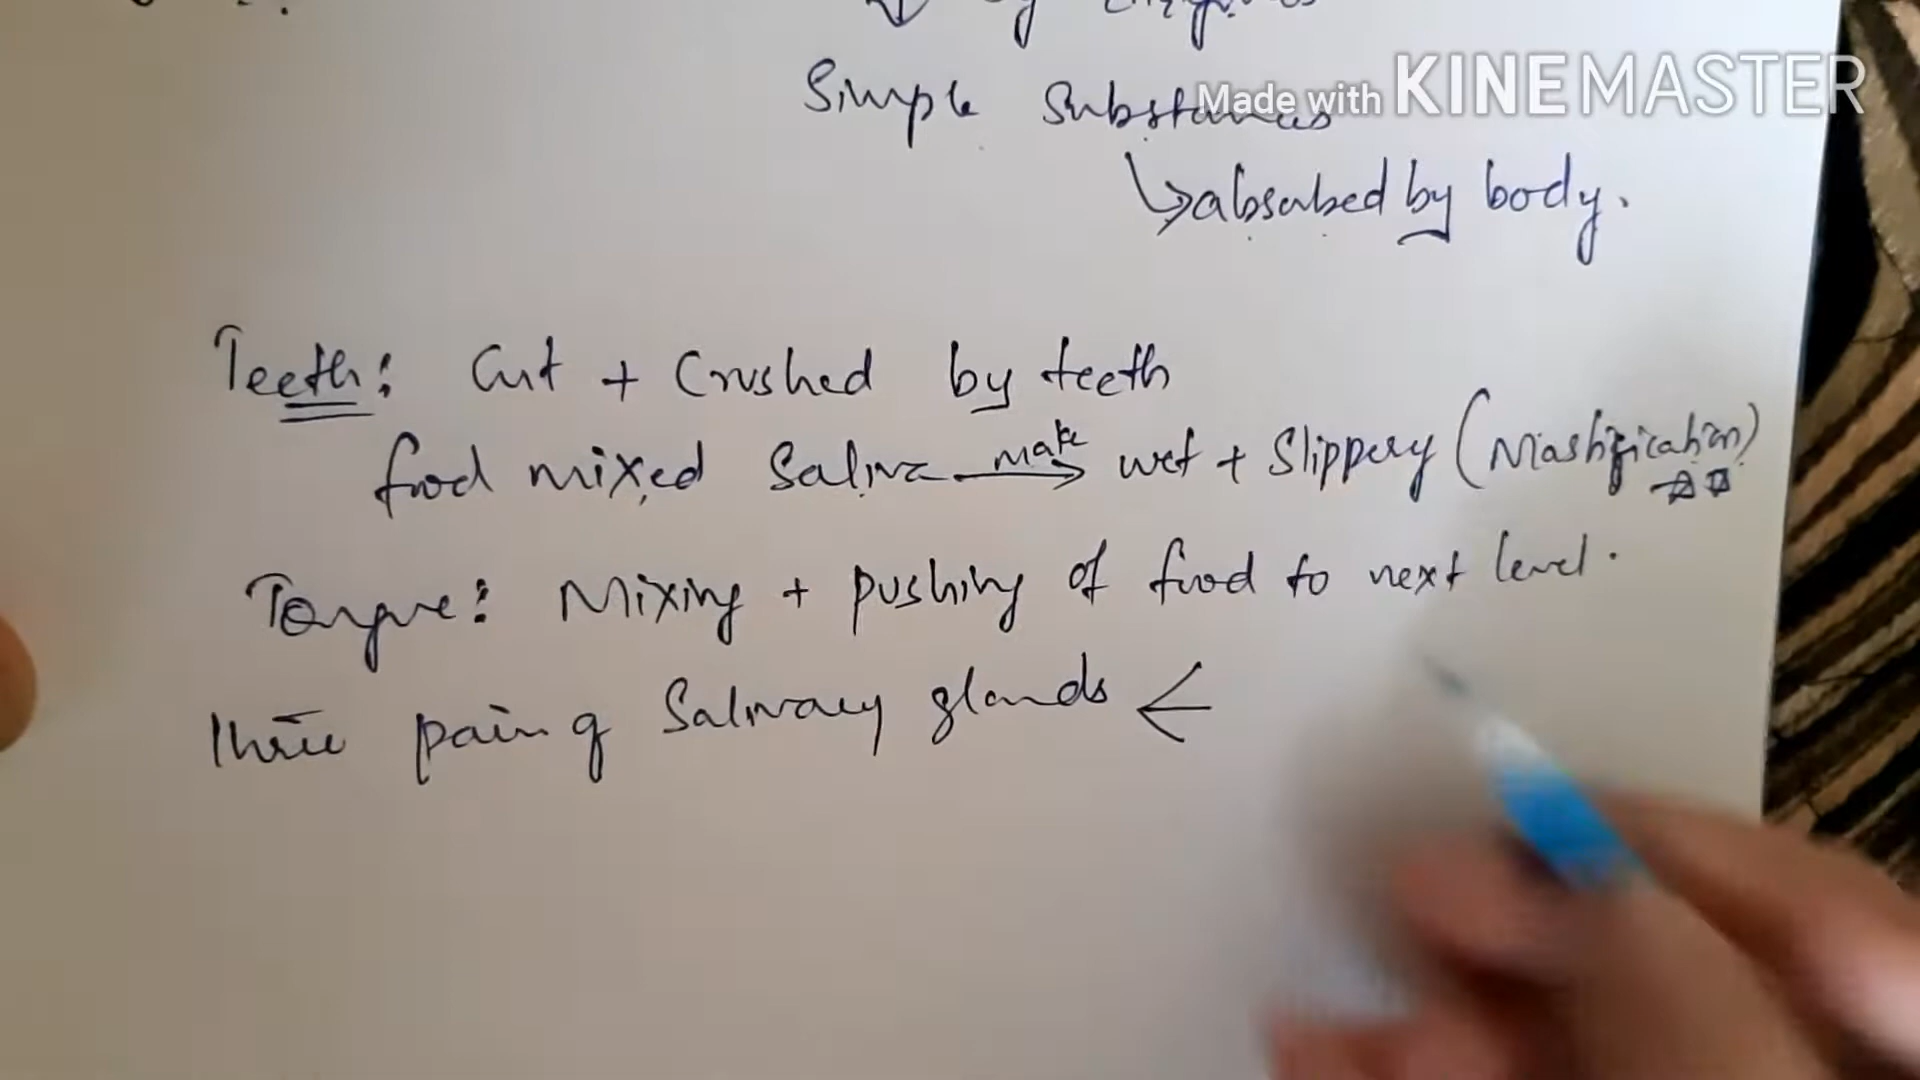 by
Simple substances
Made with KINEMASTER
↳ absorbed by body.
Teeth: Cut + Crushed by teeth
food mixed Saliva make → wet + Slippery (Mastification)
Tongue: Mixing + pushing of food to next level.
Three pair of Salivary glands